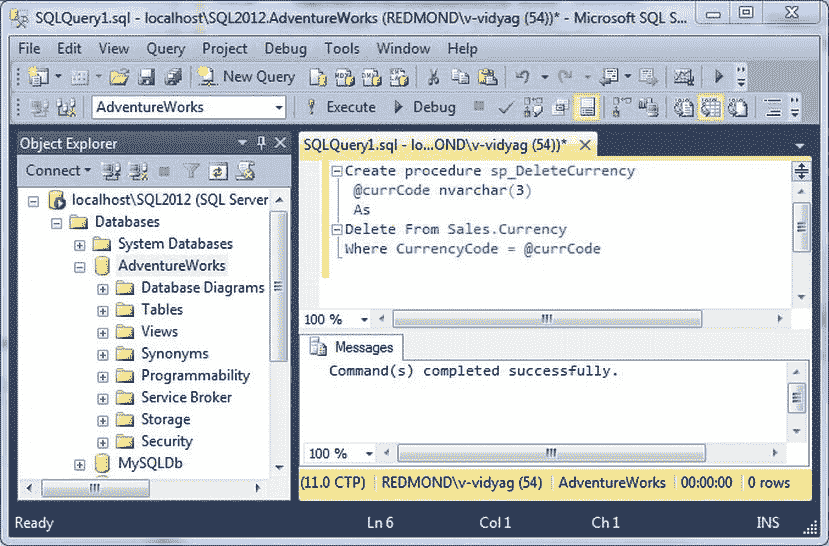 SQLQuery1.sql - localhost\SQL2012.AdventureWorks (REDMOND\v-vidyag (54))* - Microsoft SQL S...
File Edit View Query Project Debug Tools Window Help
New Query
AdventureWorks
Execute
Debug
Object Explorer
Connect
localhost\SQL2012 (SQL Server
Databases
System Databases
AdventureWorks
Database Diagrams
Tables
Views
Synonyms
Programmability
Service Broker
Storage
Security
MySQLDb
SQLQuery1.sql - lo...OND\v-vidyag (54))*
Create procedure sp_DeleteCurrency
@currCode nvarchar(3)
As
Delete From Sales.Currency
Where CurrencyCode = @currCode
100 %
Messages
Command(s) completed successfully.
100 %
(11.0 CTP) REDMOND\v-vidyag (54) AdventureWorks 00:00:00 0 rows
Ready Ln 6 Col 1 Ch 1 INS